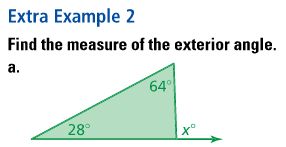 Extra Example 2
Find the measure of the exterior angle.
a.
64°
28°
x°